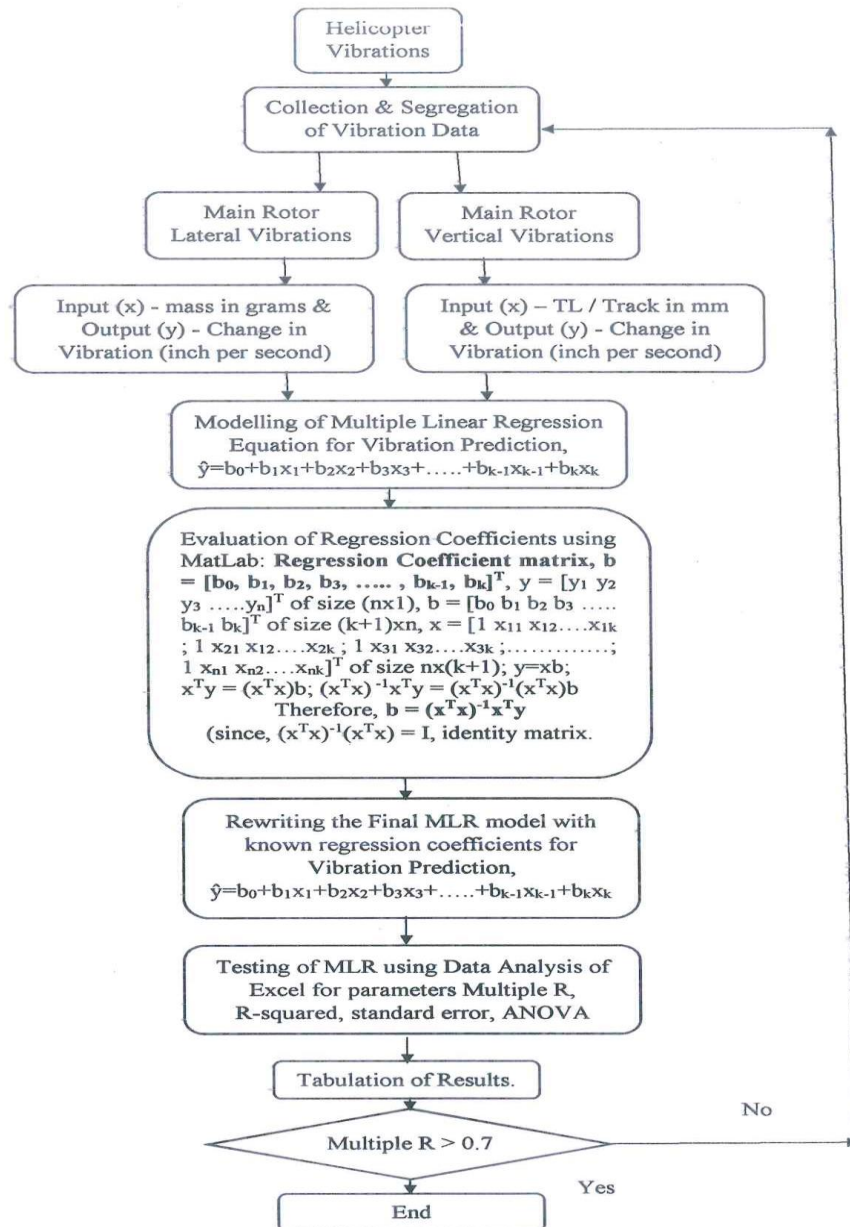 Helicopter
Vibrations
Collection & Segregation
of Vibration Data
Main Rotor
Lateral Vibrations
Main Rotor
Vertical Vibrations
Input (x) - mass in grams &
Output (y) - Change in
Vibration (inch per second)
Input (x) – TL / Track in mm
& Output (y) - Change in
Vibration (inch per second)
Modelling of Multiple Linear Regression
Equation for Vibration Prediction,
ŷ=b₀+b₁x₁+b₂x₂+b₃x₃+…..+bₖ₋₁xₖ₋₁+bₖxₖ
Evaluation of Regression Coefficients using
MatLab: Regression Coefficient matrix, b
= [b₀, b₁, b₂, b₃, ….. , bₖ₋₁, bₖ]ᵀ, y = [y₁ y₂
y₃ …..yₙ]ᵀ of size (nx1), b = [b₀ b₁ b₂ b₃ …..
bₖ₋₁ bₖ]ᵀ of size (k+1)xn, x = [1 x₁₁ x₁₂….x₁ₖ
; 1 x₂₁ x₁₂….x₂ₖ ; 1 x₃₁ x₃₂….x₃ₖ ;………….;
1 xₙ₁ xₙ₂….xₙₖ]ᵀ of size nx(k+1); y=xb;
xᵀy = (xᵀx)b; (xᵀx) ⁻¹xᵀy = (xᵀx)⁻¹(xᵀx)b
Therefore, b = (xᵀx)⁻¹xᵀy
(since, (xᵀx)⁻¹(xᵀx) = I, identity matrix.
Rewriting the Final MLR model with
known regression coefficients for
Vibration Prediction,
ŷ=b₀+b₁x₁+b₂x₂+b₃x₃+…..+bₖ₋₁xₖ₋₁+bₖxₖ
Testing of MLR using Data Analysis of
Excel for parameters Multiple R,
R-squared, standard error, ANOVA
Tabulation of Results.
No
Multiple R > 0.7
Yes
End